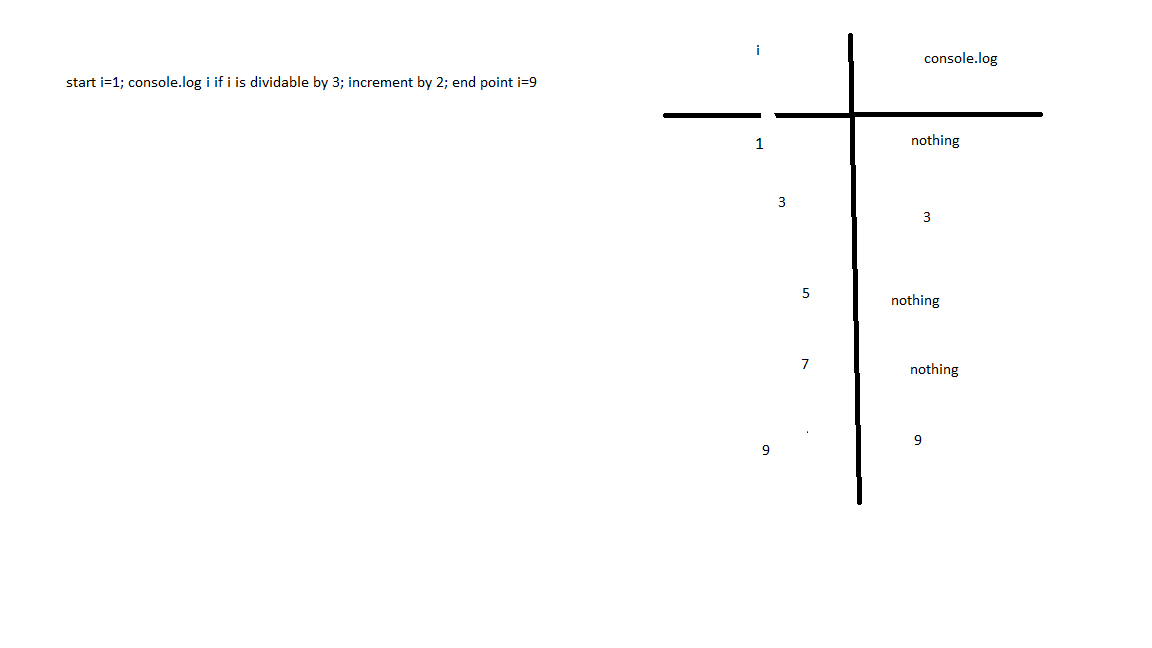 start i=1; console.log i if i is dividable by 3; increment by 2; end point i=9
i console.log
1 nothing
3 3
5 nothing
7 nothing
9 9